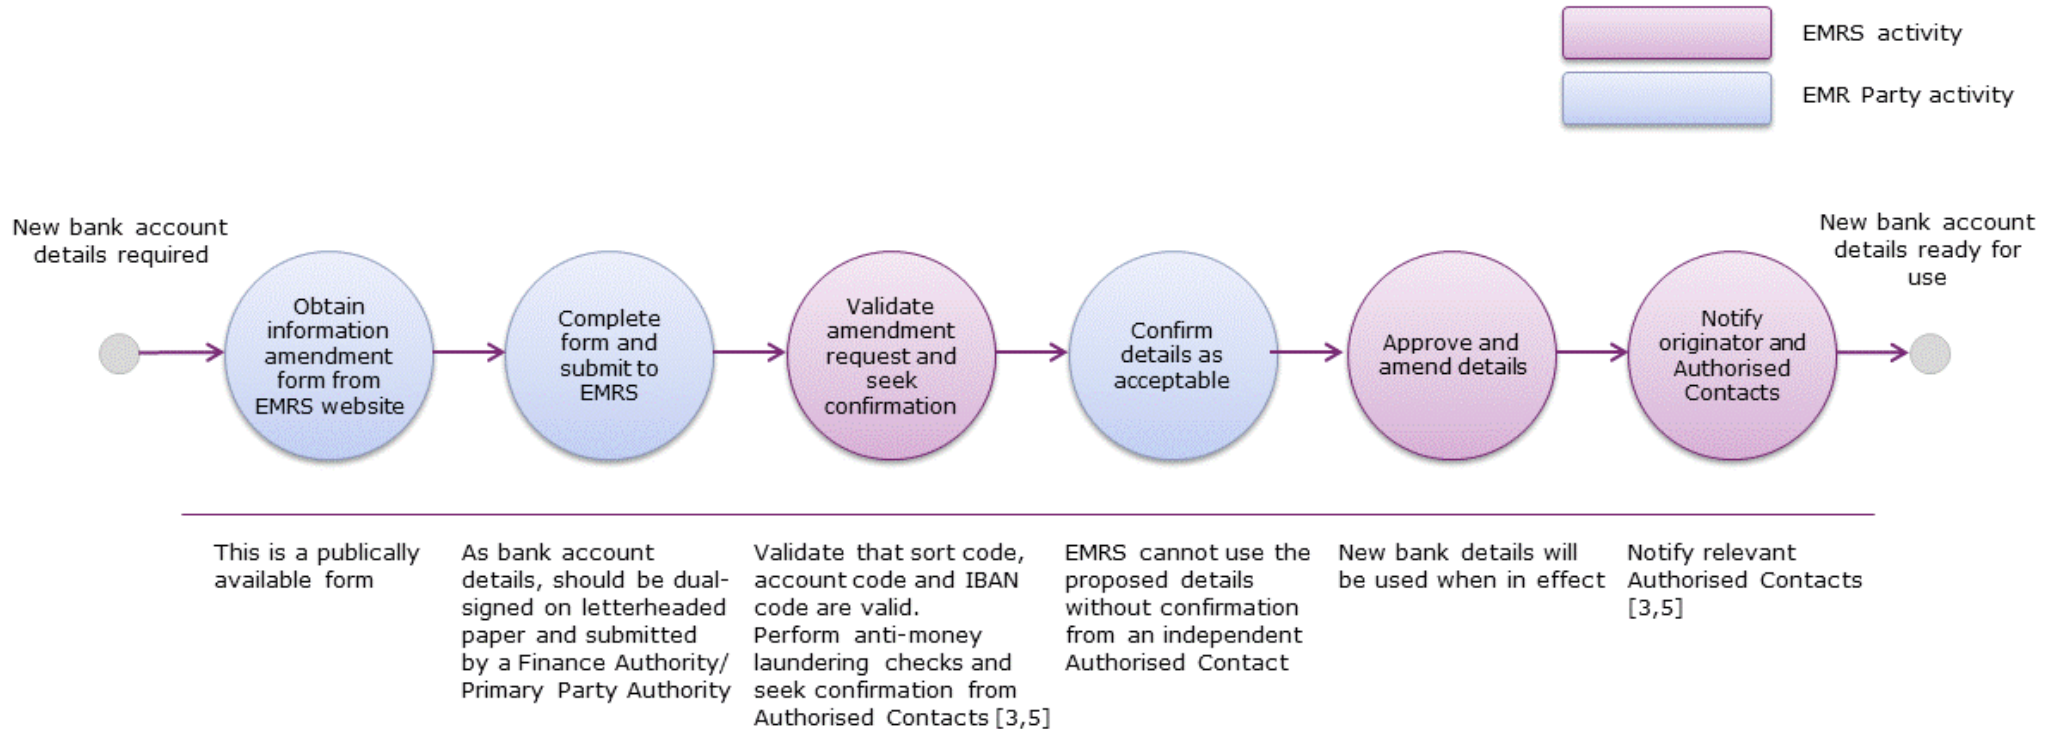 EMRS activity
EMR Party activity
New bank account
details required
Obtain
information
amendment
form from
EMRS website
Complete
form and
submit to
EMRS
Validate
amendment
request and
seek
confirmation
Confirm
details as
acceptable
Approve and
amend details
Notify
originator and
Authorised
Contacts
New bank account
details ready for
use
This is a publically
available form
As bank account
details, should be dual-
signed on letterheaded
paper and submitted
by a Finance Authority/
Primary Party Authority
Validate that sort code,
account code and IBAN
code are valid.
Perform anti-money
laundering checks and
seek confirmation from
Authorised Contacts [3,5]
EMRS cannot use the
proposed details
without confirmation
from an independent
Authorised Contact
New bank details will
be used when in effect
Notify relevant
Authorised Contacts
[3,5]